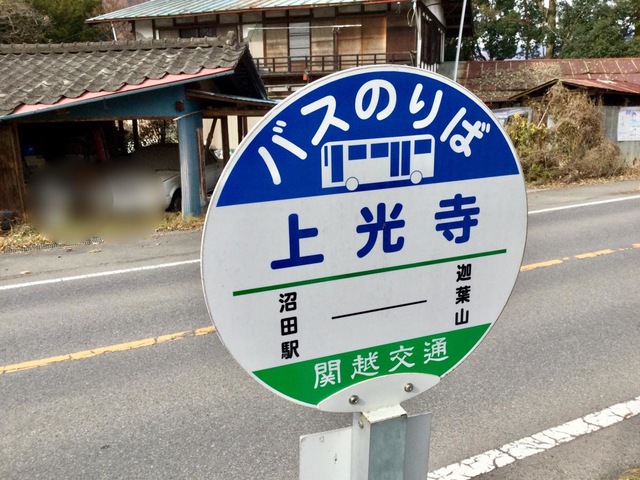 バスのりば
上光寺
沼田駅 ── 迦葉山
関越交通